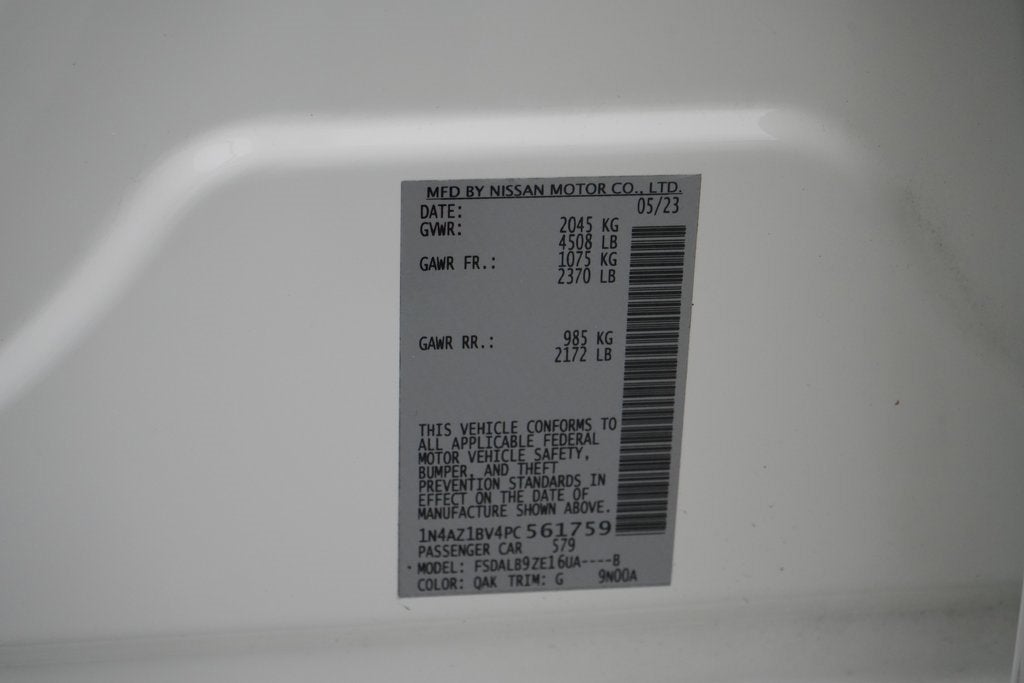 MFD BY NISSAN MOTOR CO., LTD.
DATE: 05/23
GVWR: 2045 KG
4508 LB
GAWR FR.: 1075 KG
2370 LB
GAWR RR.: 985 KG
2172 LB
THIS VEHICLE CONFORMS TO
ALL APPLICABLE FEDERAL
MOTOR VEHICLE SAFETY,
BUMPER, AND THEFT
PREVENTION STANDARDS IN
EFFECT ON THE DATE OF
MANUFACTURE SHOWN ABOVE.
1N4AZ1BV4PC561759
PASSENGER CAR 579
MODEL: FSDALB9ZE16UA----B
COLOR: QAK TRIM: G 9N00A